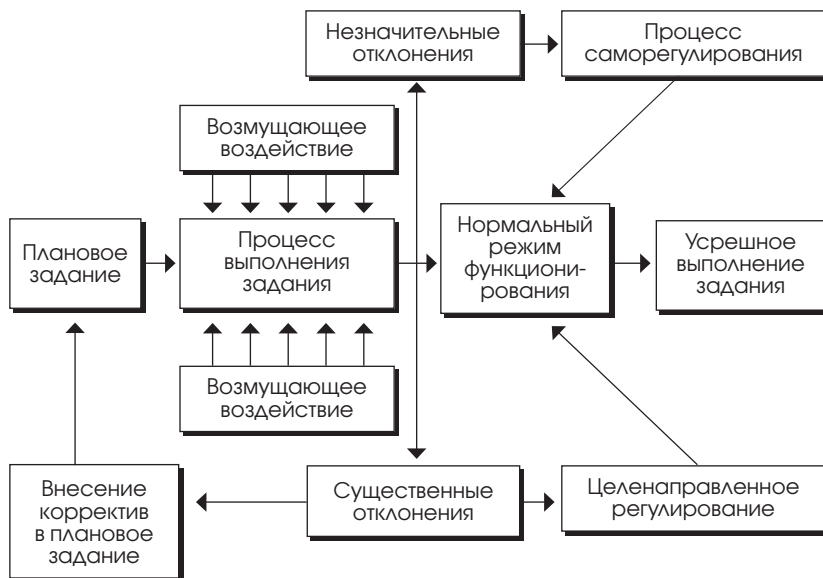 Незначительные
отклонения
Процесс
саморегулирования
Возмущающее
воздействие
Плановое
задание
Процесс
выполнения
задания
Нормальный
режим
функциони-
рования
Усрешное
выполнение
задания
Возмущающее
воздействие
Внесение
корректив
в плановое
задание
Существенные
отклонения
Целенаправленное
регулирование